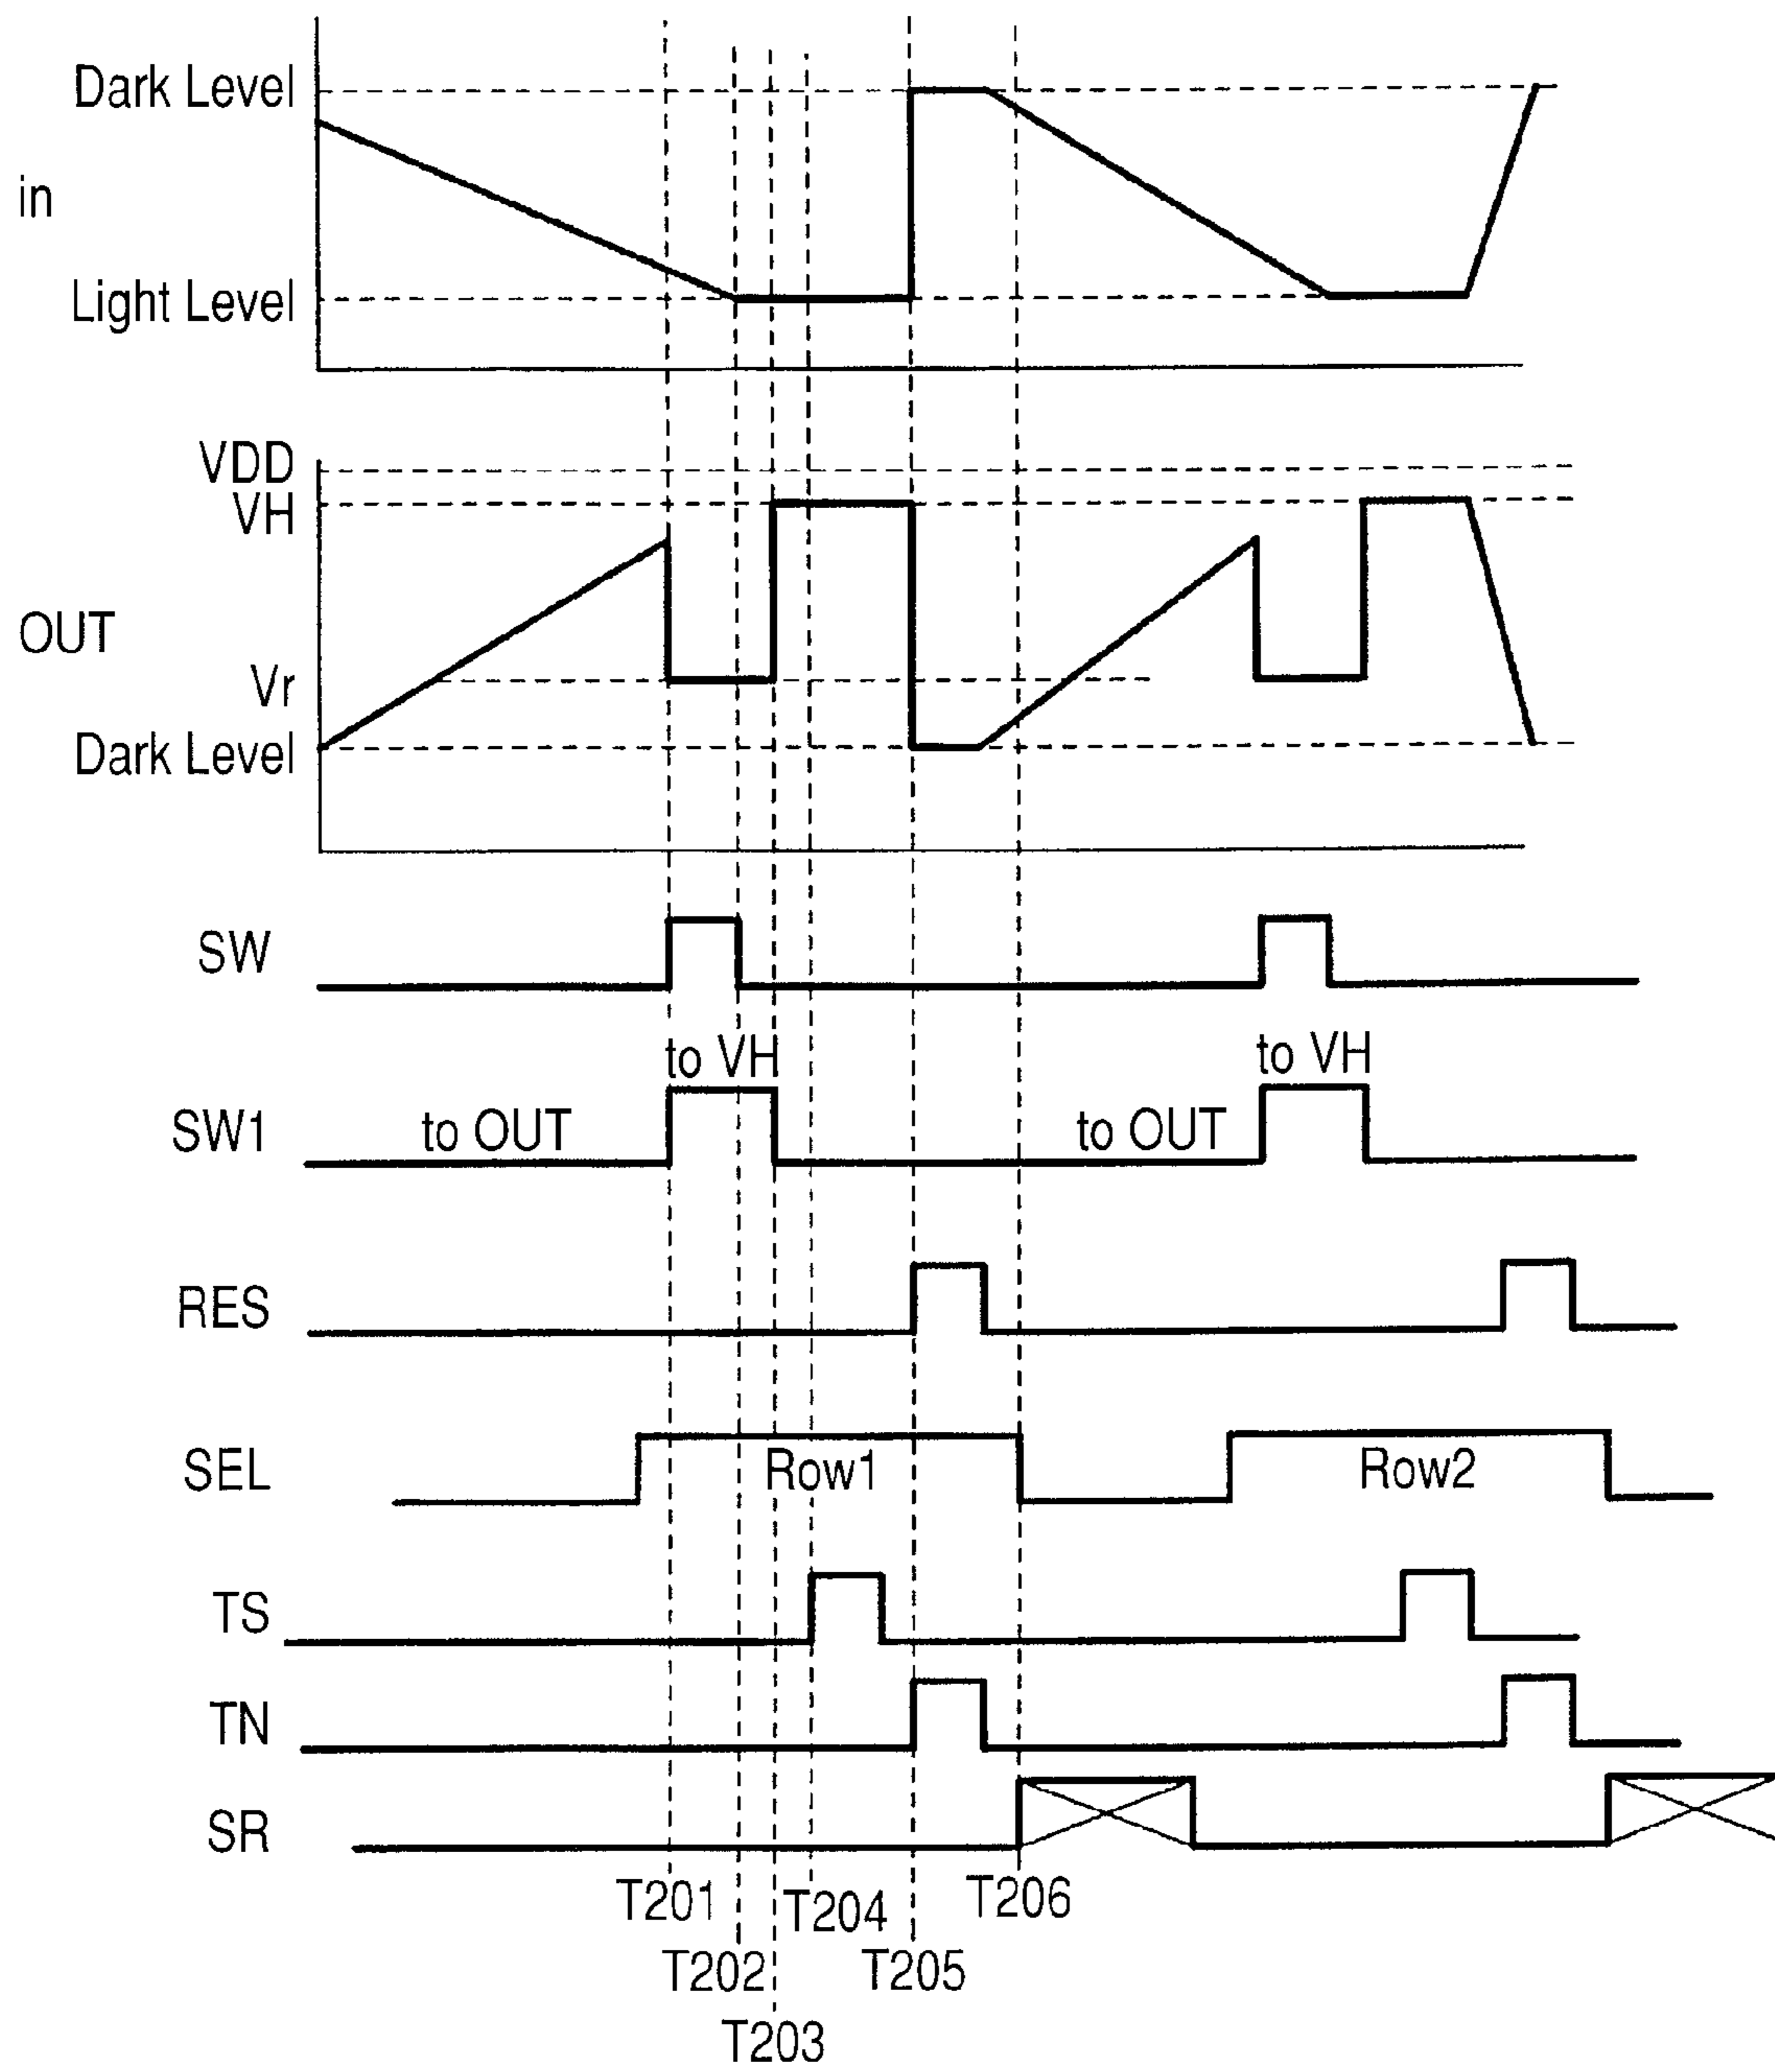 Dark Level
in
Light Level
VDD
VH
OUT
Vr
Dark Level
SW
to VH
to VH
SW1
to OUT
to OUT
RES
SEL
Row1
Row2
TS
TN
SR
T201
T204
T206
T202
T205
T203